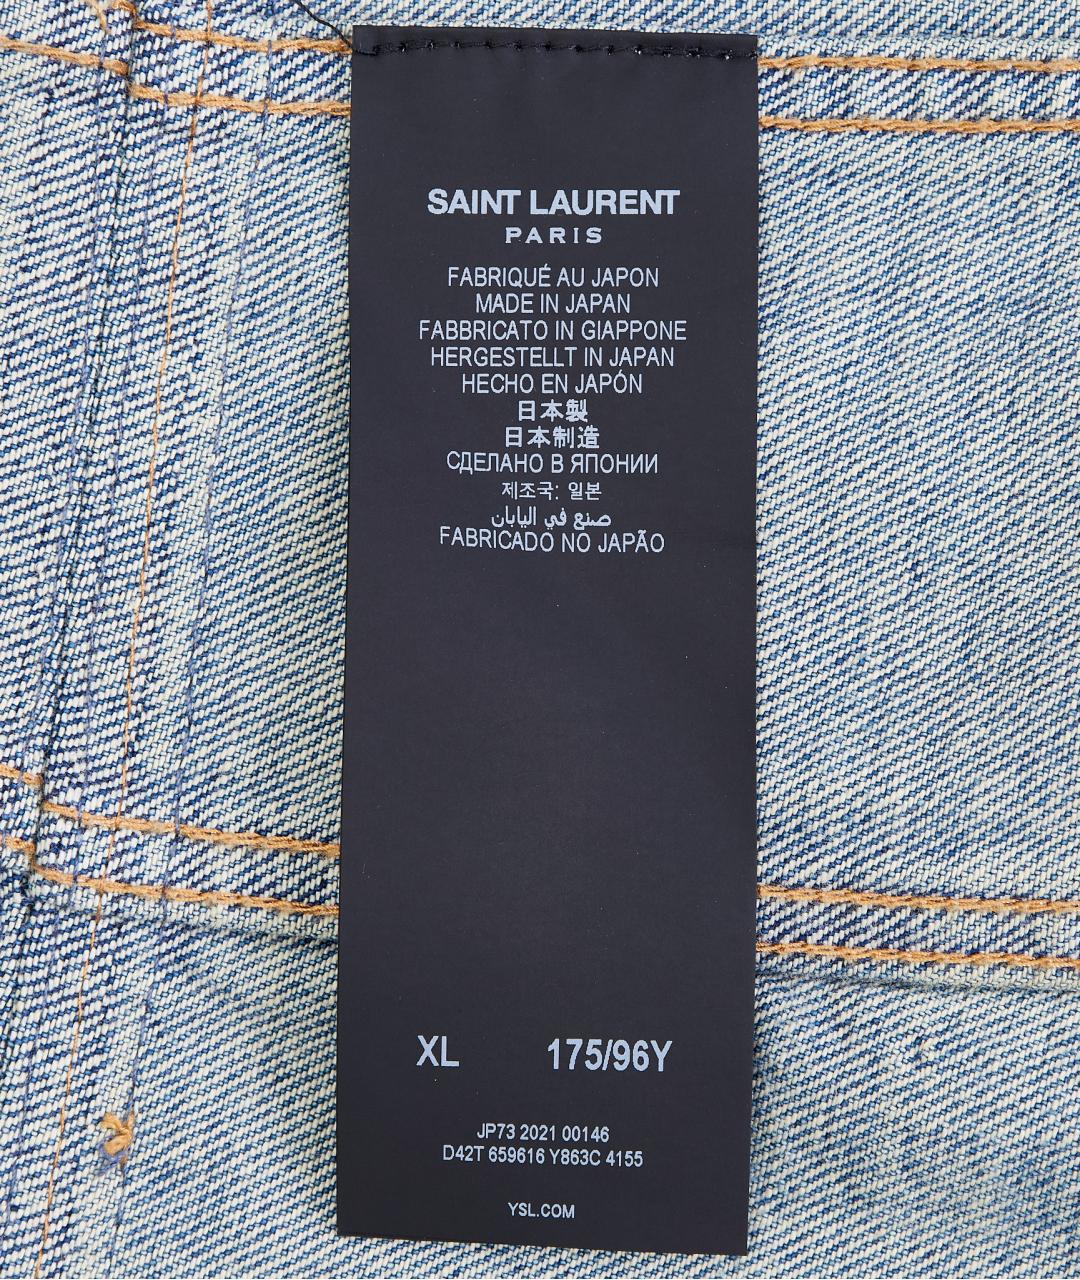 SAINT LAURENT
PARIS
FABRIQUÉ AU JAPON
MADE IN JAPAN
FABBRICATO IN GIAPPONE
HERGESTELLT IN JAPAN
HECHO EN JAPÓN
日本製
日本制造
СДЕЛАНО В ЯПОНИИ
제조국: 일본
صنع في اليابان
FABRICADO NO JAPÃO
XL 175/96Y
JP73 2021 00146
D42T 659616 Y863C 4155
YSL.COM